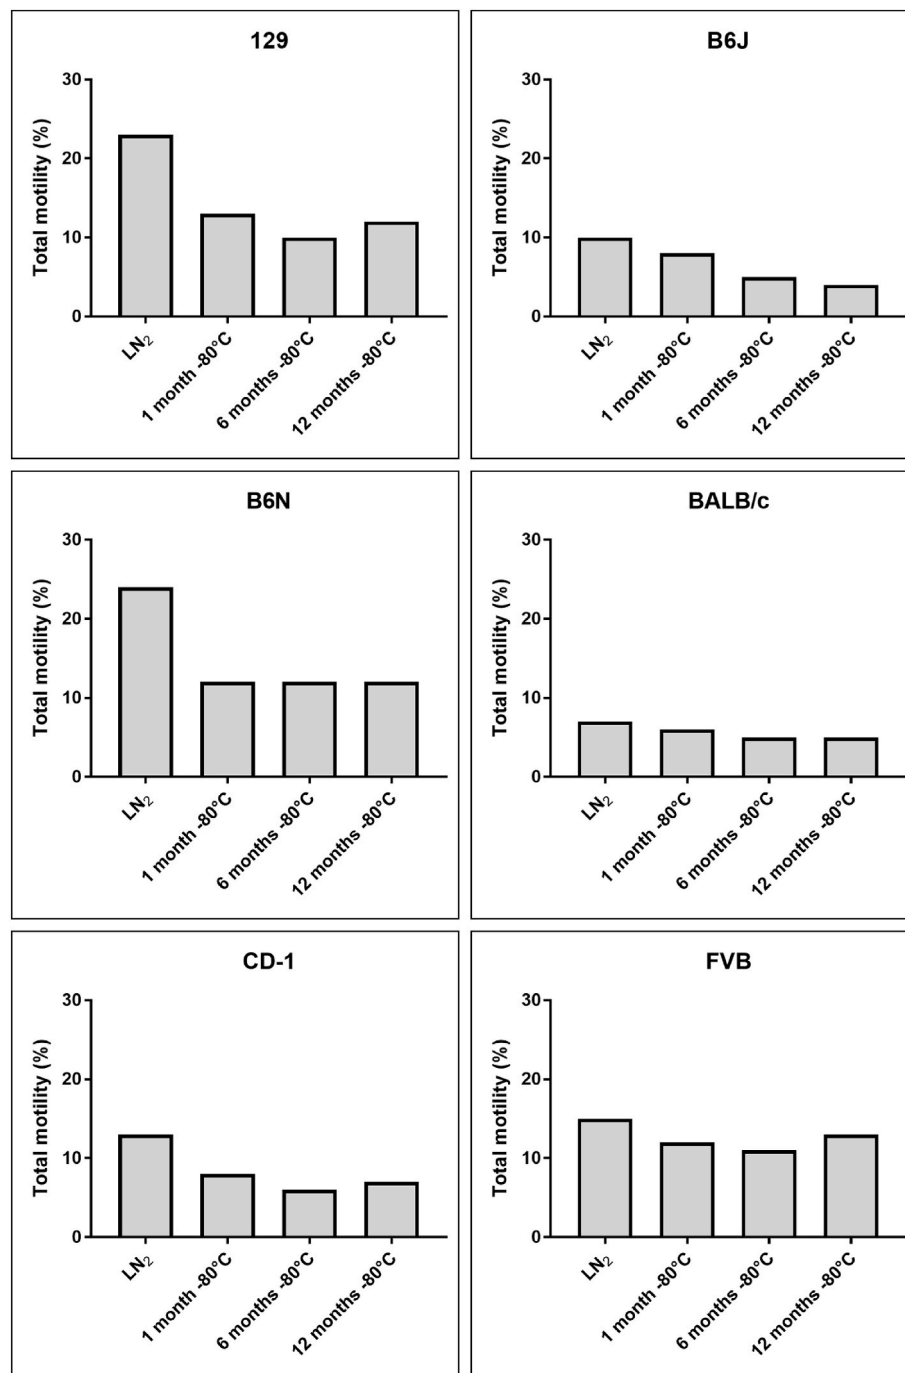 129
Total motility (%)
30
20
10
0
LN₂
1 month -80°C
6 months -80°C
12 months -80°C
B6J
Total motility (%)
30
20
10
0
LN₂
1 month -80°C
6 months -80°C
12 months -80°C
B6N
Total motility (%)
30
20
10
0
LN₂
1 month -80°C
6 months -80°C
12 months -80°C
BALB/c
Total motility (%)
30
20
10
0
LN₂
1 month -80°C
6 months -80°C
12 months -80°C
CD-1
Total motility (%)
30
20
10
0
LN₂
1 month -80°C
6 months -80°C
12 months -80°C
FVB
Total motility (%)
30
20
10
0
LN₂
1 month -80°C
6 months -80°C
12 months -80°C